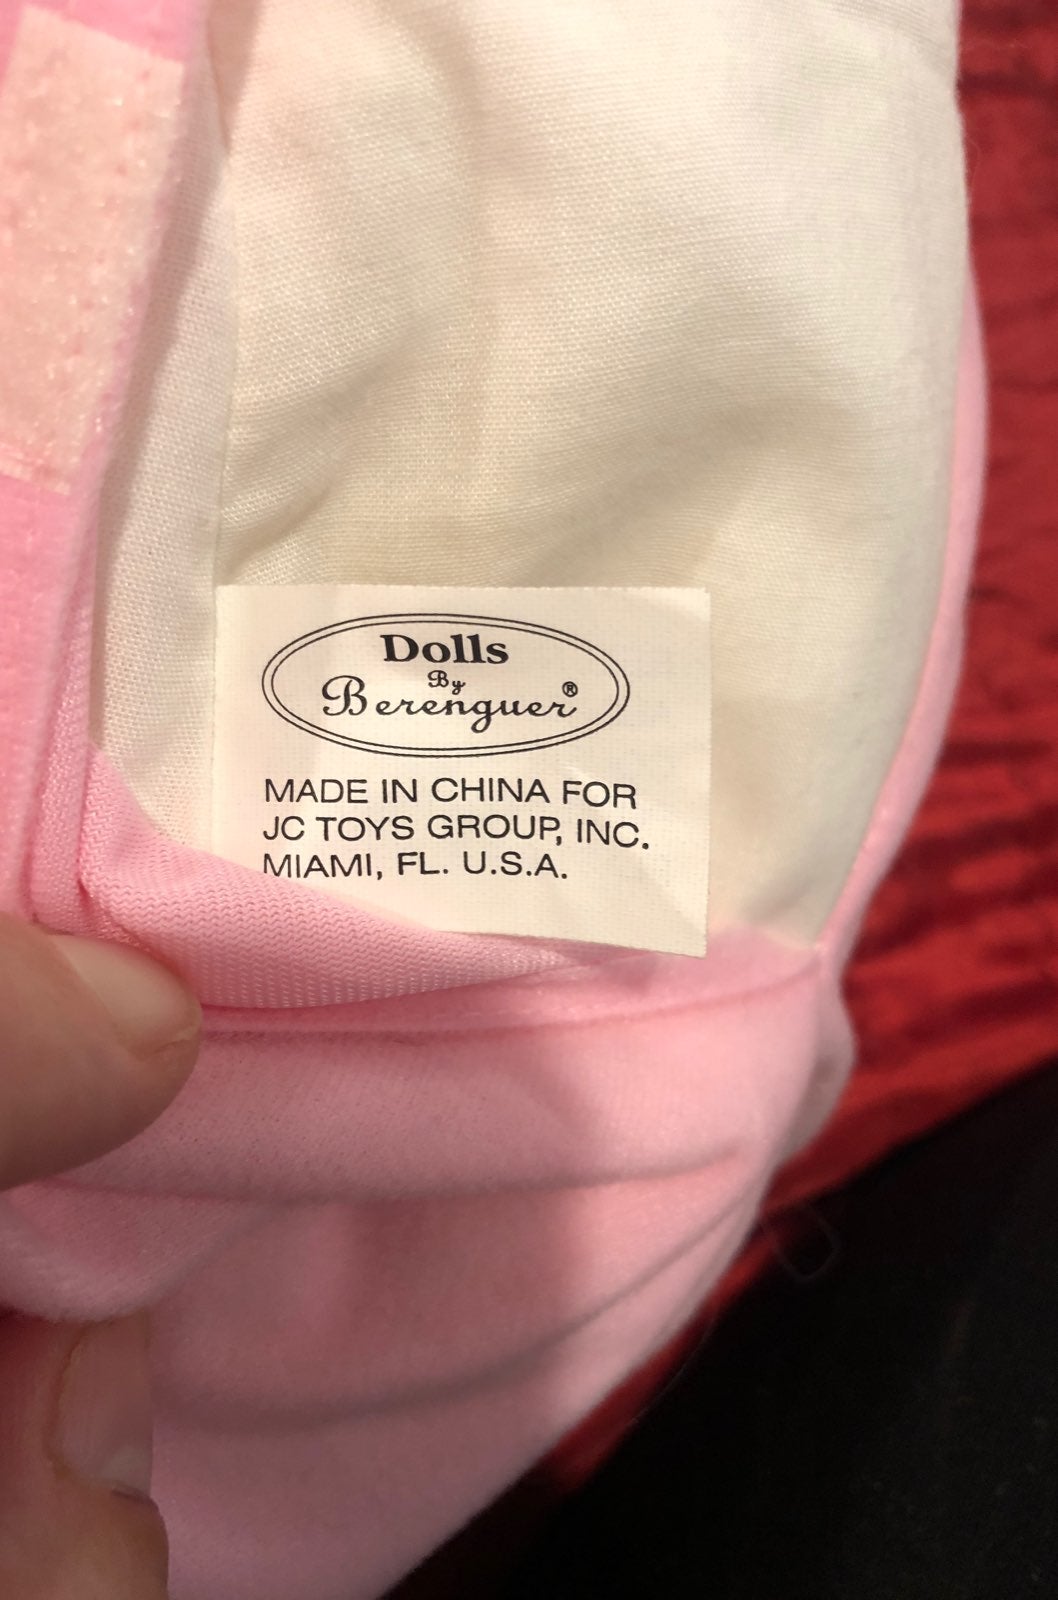 Dolls
By
Berenguer®
MADE IN CHINA FOR
JC TOYS GROUP, INC.
MIAMI, FL. U.S.A.